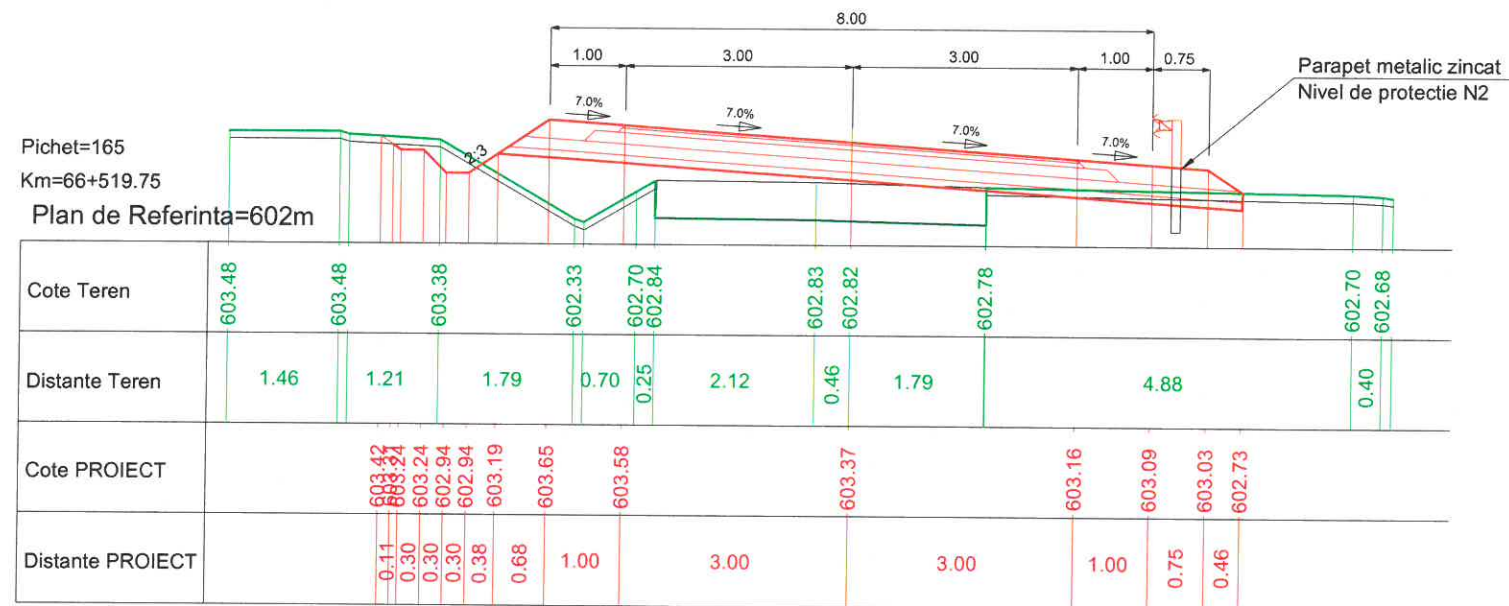 8.00
1.00 3.00 3.00 1.00 0.75
Parapet metalic zincat
Nivel de protectie N2
7.0% 7.0% 7.0% 7.0%
2:3
Pichet=165
Km=66+519.75
Plan de Referinta=602m
Cote Teren 603.48 603.48 603.38 602.33 602.70 602.84 602.83 602.82 602.78 602.70 602.68
Distante Teren 1.46 1.21 1.79 0.70 0.25 2.12 0.46 1.79 4.88 0.40
Cote PROIECT 603.42 603.24 603.24 602.94 602.94 603.19 603.65 603.58 603.37 603.16 603.09 603.03 602.73
Distante PROIECT 0.11 0.30 0.30 0.30 0.38 0.68 1.00 3.00 3.00 1.00 0.75 0.46